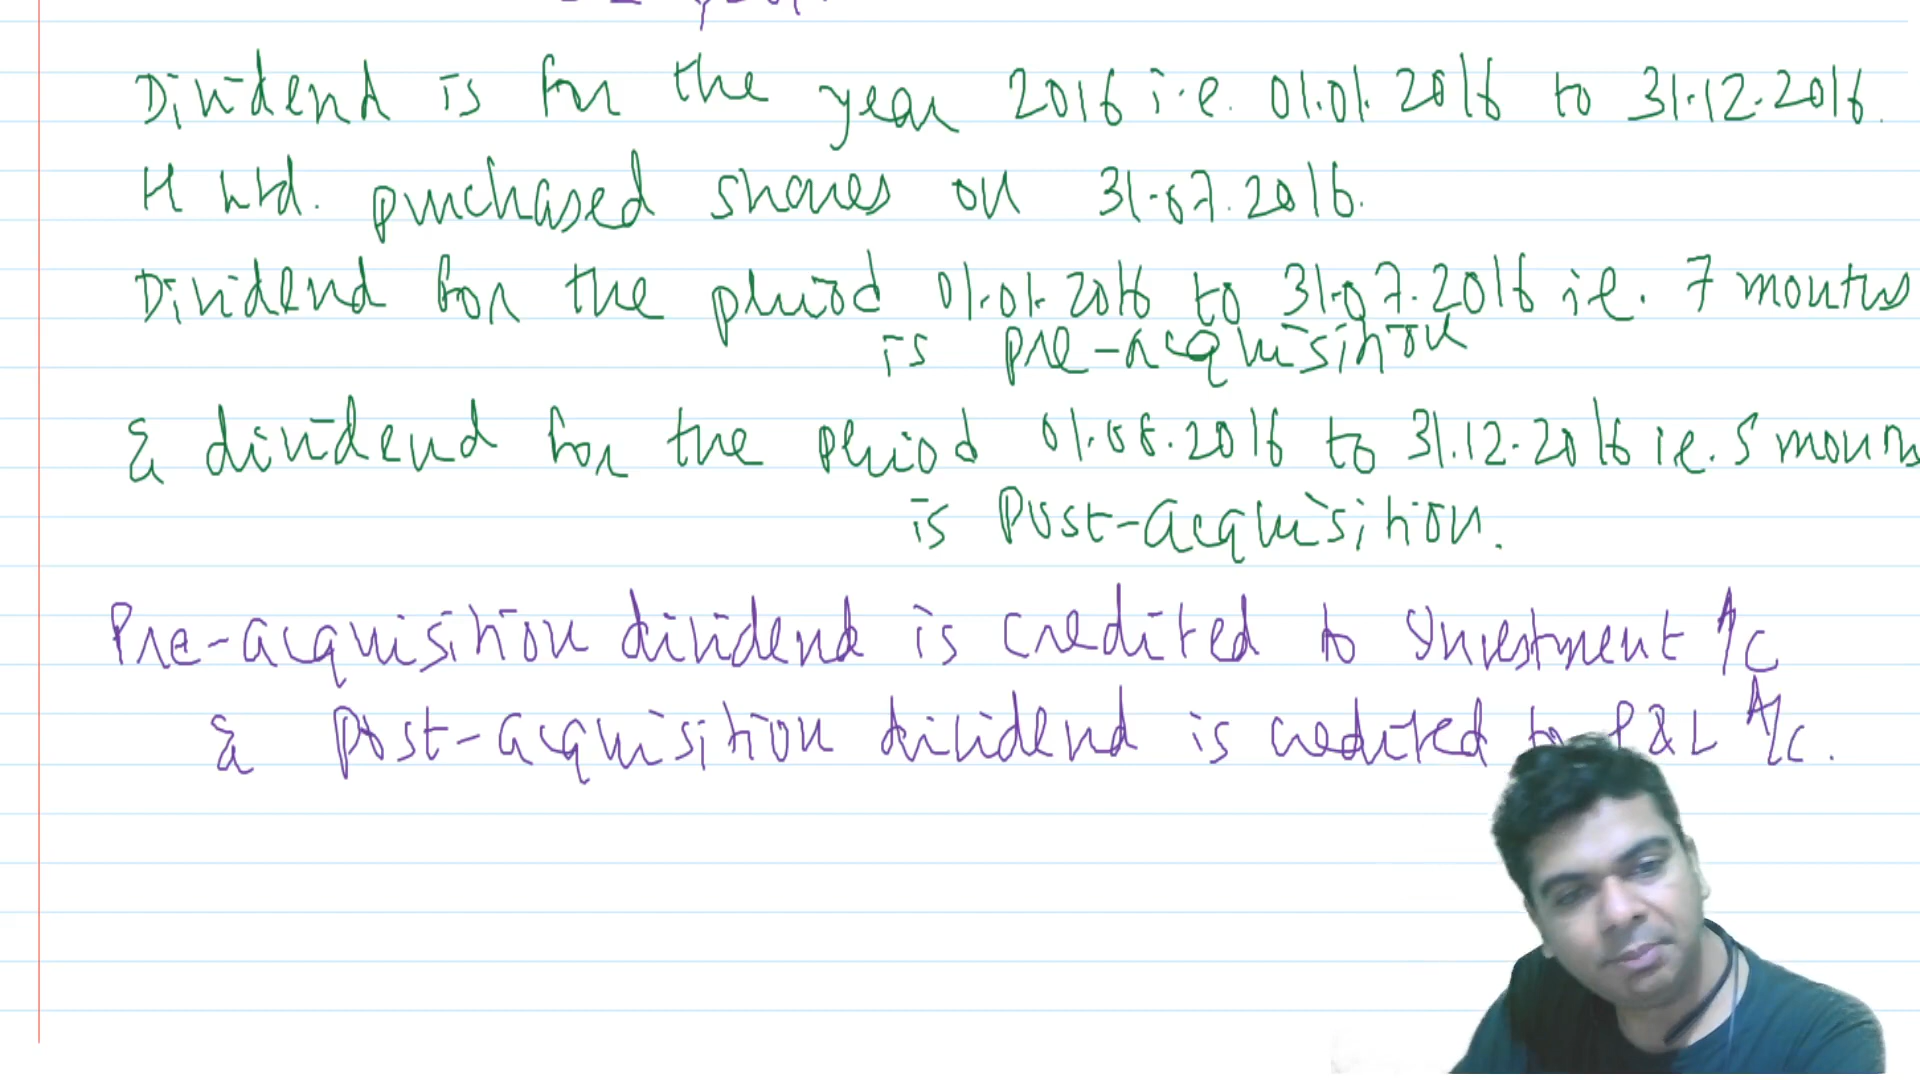 Dividend is for the year 2016 i.e. 01.01.2016 to 31.12.2016.
H Ltd. purchased shares on 31.07.2016.
Dividend for the period 01.01.2016 to 31.07.2016 ie. 7 months
is pre-acquisition
& dividend for the period 01.08.2016 to 31.12.2016 ie. 5 months
is Post-acquisition.
Pre-acquisition dividend is credited to Investment A/c
& Post-acquisition dividend is credited to P&L A/c.